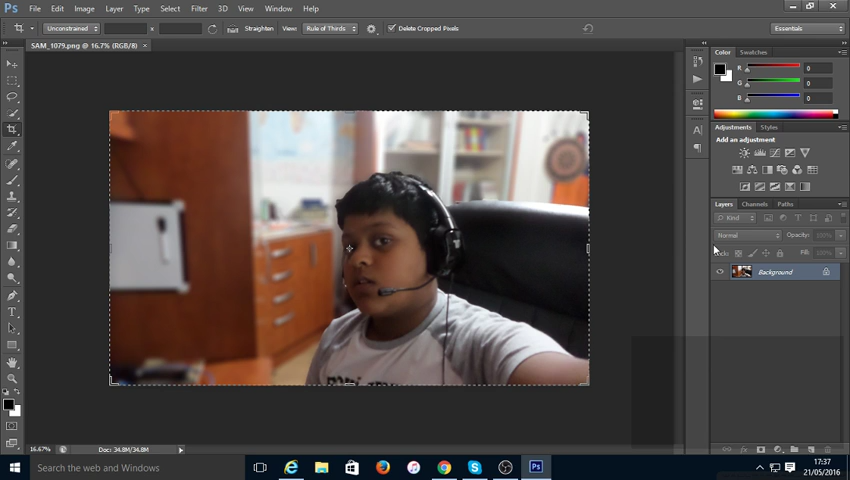 Ps File Edit Image Layer Type Select Filter 3D View Window Help
Unconstrained x Straighten View: Rule of Thirds Delete Cropped Pixels Essentials
SAM_1079.png @ 16.7% (RGB/8) ×
Color Swatches
R 0
G 0
B 0
Adjustments Styles
Add an adjustment
Layers Channels Paths
Kind
Normal Opacity: 100%
Fill: 100%
Background
16.67% Doc: 34.8M/34.8M
Search the web and Windows
Ps
17:37
21/05/2016